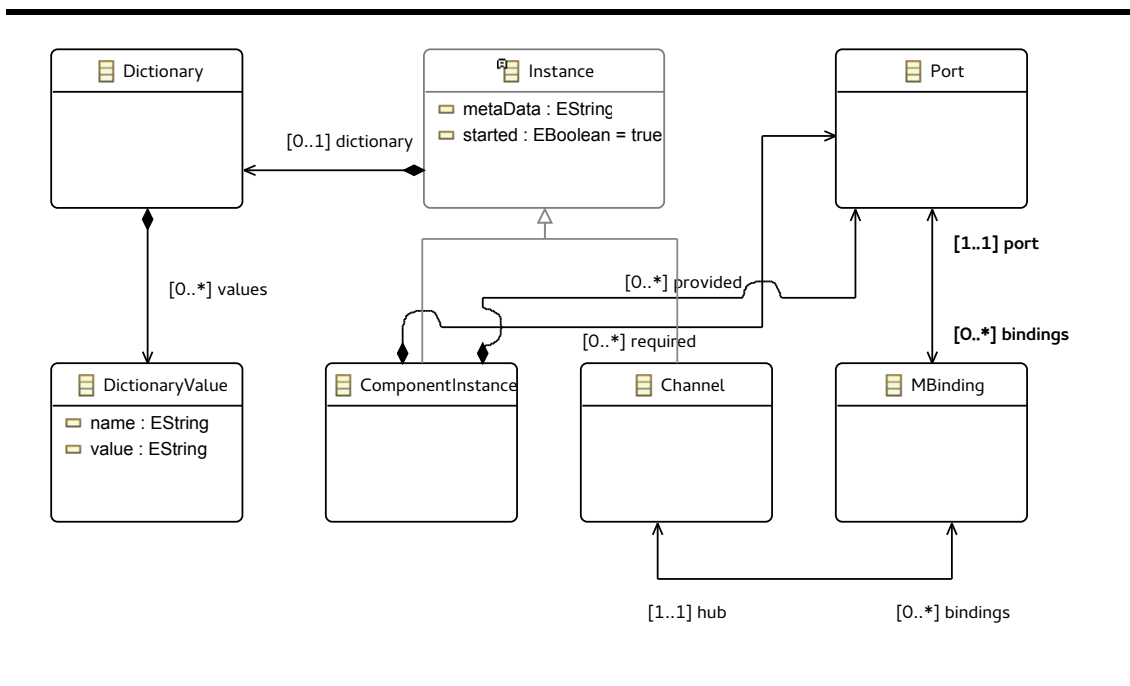 Dictionary
Instance
Port
metaData : EString
started : EBoolean = true
[0..1] dictionary
[1..1] port
[0..*] provided
[0..*] values
[0..*] bindings
[0..*] required
DictionaryValue
ComponentInstance
Channel
MBinding
name : EString
value : EString
[1..1] hub
[0..*] bindings